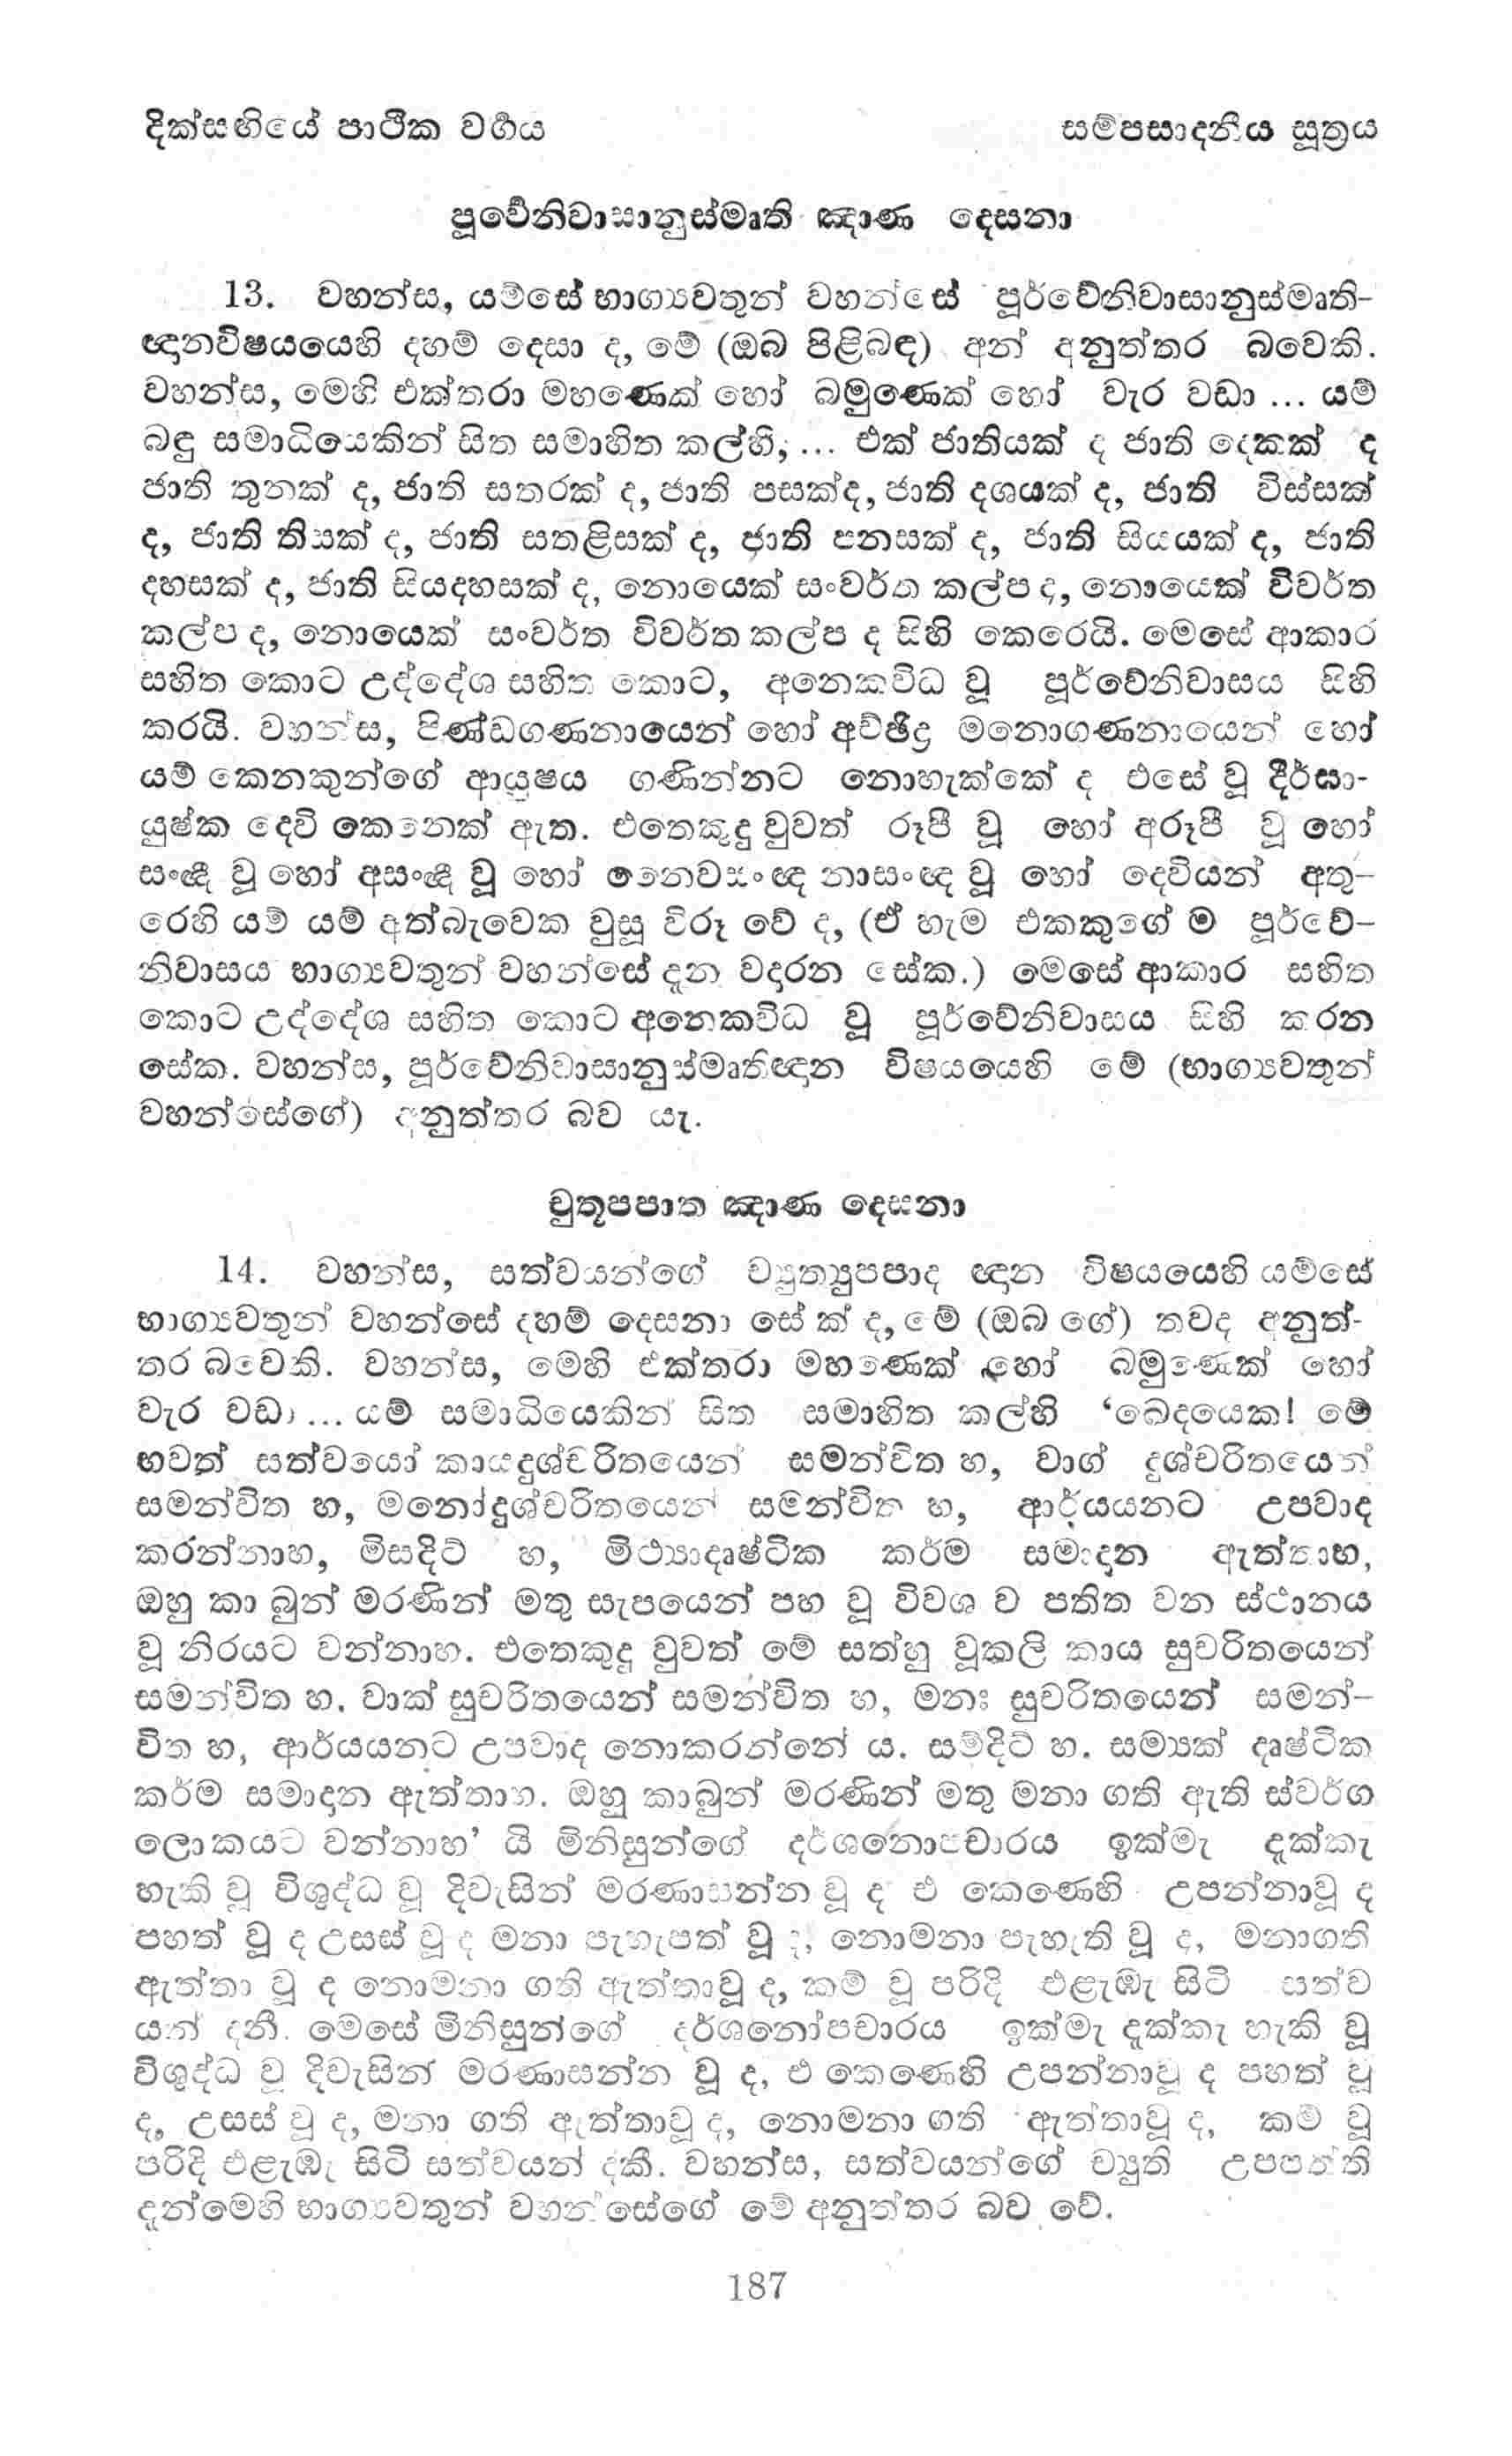 දික්සඟියේ පාථික වර්‍ගය
සම්පසාදනීය සූත්‍රය
පූර්‍වෙනිවාසානුස්මෘති ඤාණ දෙසනා
13. වහන්ස, යම්සේ භාග්‍යවතුන් වහන්සේ පූර්වේනිවාසානුස්මෘති-
ඥානවිෂයයෙහි දහම් දෙසා ද, මේ (ඔබ පිළිබඳ) අන් අනුත්තර බවෙකි.
වහන්ස, මෙහි එක්තරා මහණෙක් හෝ බමුණෙක් හෝ වැර වඩා ... යම්
බඳු සමාධියෙකින් සිත සමාහිත කල්හි, ... එක් ජාතියක් ද ජාති දෙකක් ද
ජාති තුනක් ද, ජාති සතරක් ද, ජාති පසක්ද, ජාති දශයක් ද, ජාති විස්සක්
ද, ජාති තිසක් ද, ජාති සතළිසක් ද, ජාති පනසක් ද, ජාති සියයක් ද, ජාති
දහසක් ද, ජාති සියදහසක් ද, නොයෙක් සංවර්ත කල්ප ද, නොයෙක් විවර්ත
කල්ප ද, නොයෙක් සංවර්ත විවර්ත කල්ප ද සිහි කෙරෙයි. මෙසේ ආකාර
සහිත කොට උද්දේශ සහිත කොට, අනෙකවිධ වූ පූර්වේනිවාසය සිහි
කරයි. වහන්ස, පිණ්ඩගණනායෙන් හෝ අච්ඡිද්‍ර මනොගණනායෙන් හෝ
යම් කෙනකුන්ගේ ආයුෂය ගණින්නට නොහැක්කේ ද එසේ වූ දීර්ඝා-
යුෂ්ක දෙවි කෙනෙක් ඇත. එතෙකුදු වුවත් රූපී වූ හෝ අරූපී වූ හෝ
සංඥී වූ හෝ අසංඥී වූ හෝ නෛවසංඥ නාසංඥ වූ හෝ දෙවියන් අතු-
රෙහි යම් යම් අත්බැවෙක වුසූ විරූ වේ ද, (ඒ හැම එකකුගේ ම පූර්වේ-
නිවාසය භාග්‍යවතුන් වහන්සේ දැන වදාරන සේක.) මෙසේ ආකාර සහිත
කොට උද්දේශ සහිත කොට අනෙකවිධ වූ පූර්වේනිවාසය සිහි කරන
සේක. වහන්ස, පූර්වේනිවාසානුස්මෘතිඥාන විෂයයෙහි මේ (භාග්‍යවතුන්
වහන්සේගේ) අනුත්තර බව යැ.
චුතූපපාත ඤාණ දෙසනා
14. වහන්ස, සත්වයන්ගේ ච්‍යුත්‍යුපපාද ඥාන විෂයයෙහි යම්සේ
භාග්‍යවතුන් වහන්සේ දහම් දෙසනා සේ ක් ද, මේ (ඔබ ගේ) තවද අනුත්-
තර බවෙකි. වහන්ස, මෙහි එක්තරා මහණෙක් හෝ බමුණෙක් හෝ
වැර වඩා ... යම් සමාධියෙකින් සිත සමාහිත කල්හි ‘ඛෙදයෙක! මේ
භවත් සත්වයෝ කායදුශ්චරිතයෙන් සමන්විත හ, වාග් දුශ්චරිතයෙන්
සමන්විත හ, මනෝදුශ්චරිතයෙන් සමන්විත හ, ආර්යයනට උපවාද
කරන්නාහ, මිසදිටි හ, මිථ්‍යාදෘෂ්ටික කර්ම සමාදාන ඇත්තාහ,
ඔහු කා බුන් මරණින් මතු සැපයෙන් පහ වූ විවශ ව පතිත වන ස්ථානය
වූ නිරයට වන්නාහ. එතෙකුදු වුවත් මේ සත්හු වූකලි කාය සුචරිතයෙන්
සමන්විත හ. වාක් සුචරිතයෙන් සමන්විත හ, මනඃ සුචරිතයෙන් සමන්-
විත හ, ආර්යයනට උපවාද නොකරන්නේ ය. සම්දිටි හ. සම්‍යක් දෘෂ්ටික
කර්ම සමාදාන ඇත්තාහ. ඔහු කාබුන් මරණින් මතු මනා ගති ඇති ස්වර්ග
ලොකයට වන්නාහ’ යි මිනිසුන්ගේ දර්ශනොපචාරය ඉක්මැ දැක්කැ
හැකි වූ විශුද්ධ වූ දිවැසින් මරණාසන්න වූ ද එ කෙණෙහි උපන්නාවූ ද
පහත් වූ ද උසස් වූ ද මනා පැහැපත් වූ ද, නොමනා පැහැති වූ ද, මනාගති
ඇත්තා වූ ද නොමනා ගති ඇත්තාවූ ද, කම් වූ පරිදි එළැඹැ සිටි සත්ව
යන් දනී. මෙසේ මිනිසුන්ගේ දර්ශනෝපචාරය ඉක්මැ දැක්කැ හැකි වූ
විශුද්ධ වූ දිවැසින් මරණාසන්න වූ ද, එ කෙණෙහි උපන්නාවූ ද පහත් වූ
ද, උසස් වූ ද, මනා ගති ඇත්තාවූ ද, නොමනා ගති ඇත්තාවූ ද, කම් වූ
පරිදි එළැඹැ සිටි සත්වයන් දකී. වහන්ස, සත්වයන්ගේ ච්‍යුති උපපත්ති
දැන්මෙහි භාග්‍යවතුන් වහන්සේගේ මේ අනුත්තර බව වේ.
187